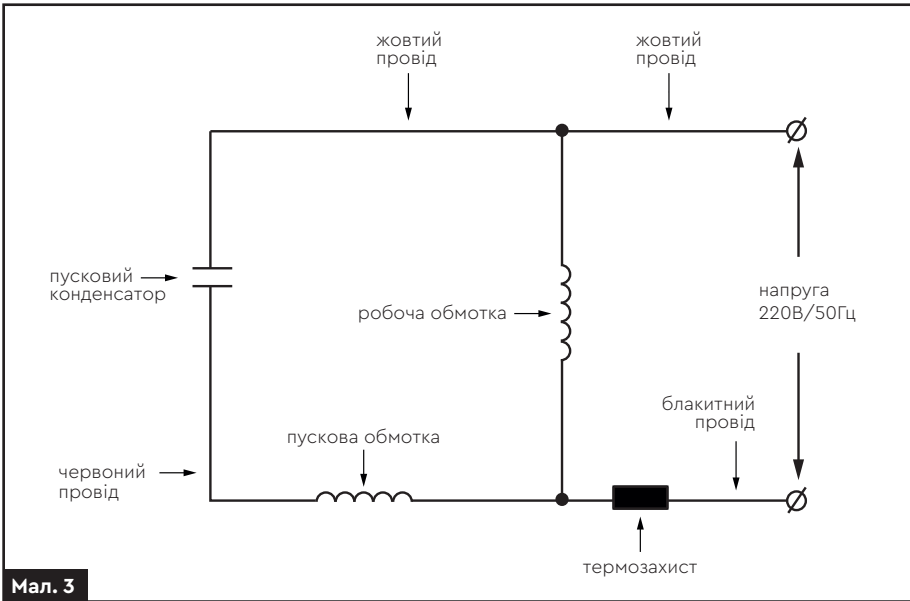 жовтий
провід
жовтий
провід
пусковий
конденсатор
робоча обмотка
напруга
220В/50Гц
блакитний
провід
пускова обмотка
червоний
провід
термозахист
Мал. 3